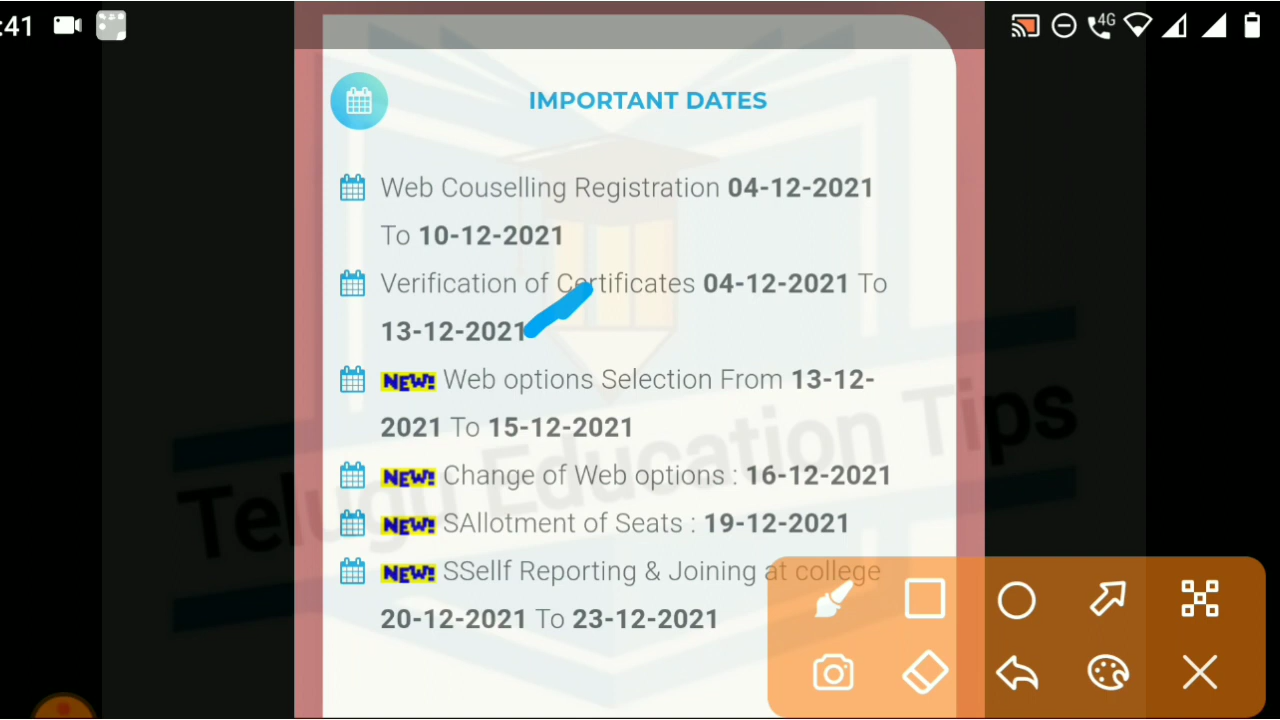 :41
4G
IMPORTANT DATES
Web Couselling Registration 04-12-2021
To 10-12-2021
Verification of Certificates 04-12-2021 To
13-12-2021
NEW! Web options Selection From 13-12-
2021 To 15-12-2021
NEW! Change of Web options : 16-12-2021
NEW! SAllotment of Seats : 19-12-2021
NEW! SSellf Reporting & Joining at college
20-12-2021 To 23-12-2021
Telugu Education Tips